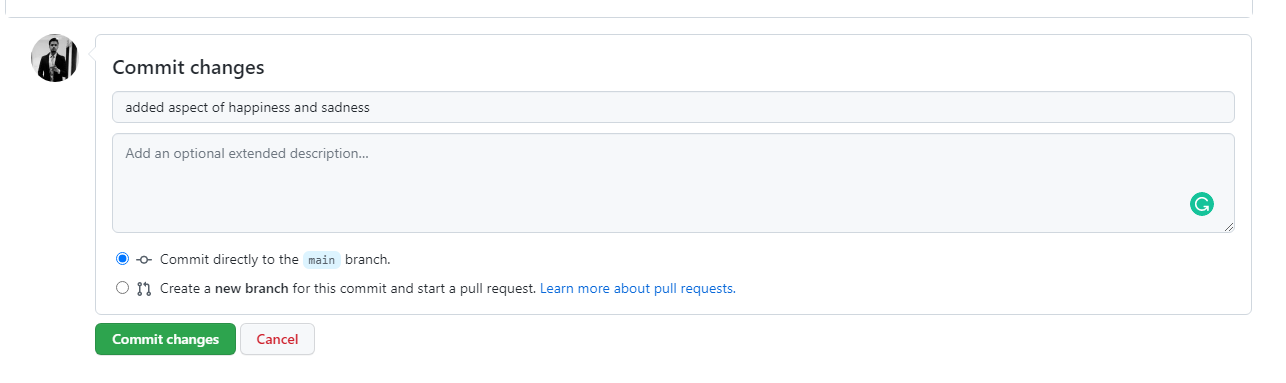 Commit changes
added aspect of happiness and sadness
Add an optional extended description...
Commit directly to the main branch.
Create a new branch for this commit and start a pull request. Learn more about pull requests.
Commit changes Cancel